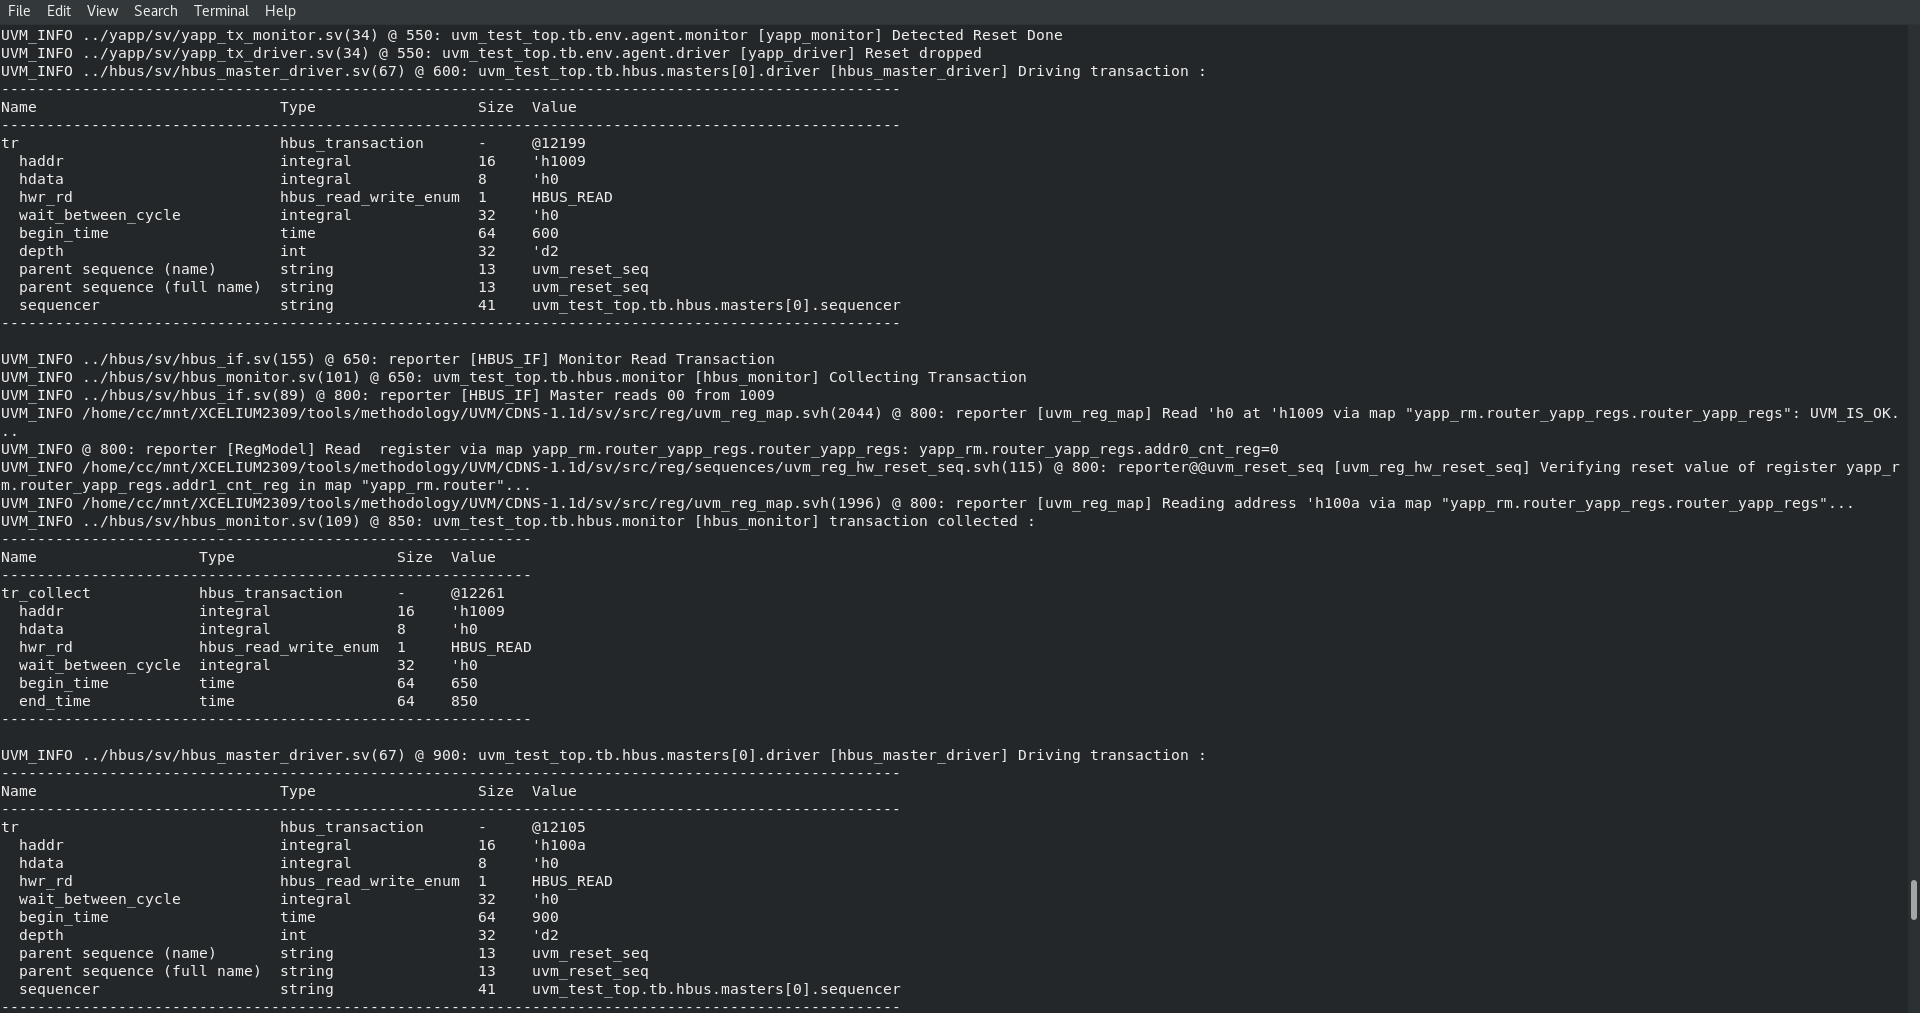 File Edit View Search Terminal Help
UVM_INFO ../yapp/sv/yapp_tx_monitor.sv(34) @ 550: uvm_test_top.tb.env.agent.monitor [yapp_monitor] Detected Reset Done
UVM_INFO ../yapp/sv/yapp_tx_driver.sv(34) @ 550: uvm_test_top.tb.env.agent.driver [yapp_driver] Reset dropped
UVM_INFO ../hbus/sv/hbus_master_driver.sv(67) @ 600: uvm_test_top.tb.hbus.masters[0].driver [hbus_master_driver] Driving transaction :
----------------------------------------------------------------------------------------------------
Name                           Type                  Size  Value
----------------------------------------------------------------------------------------------------
tr                             hbus_transaction      -     @12199
  haddr                        integral              16    'h1009
  hdata                        integral              8     'h0
  hwr_rd                       hbus_read_write_enum  1     HBUS_READ
  wait_between_cycle           integral              32    'h0
  begin_time                   time                  64    600
  depth                        int                   32    'd2
  parent sequence (name)       string                13    uvm_reset_seq
  parent sequence (full name)  string                13    uvm_reset_seq
  sequencer                    string                41    uvm_test_top.tb.hbus.masters[0].sequencer
----------------------------------------------------------------------------------------------------
UVM_INFO ../hbus/sv/hbus_if.sv(155) @ 650: reporter [HBUS_IF] Monitor Read Transaction
UVM_INFO ../hbus/sv/hbus_monitor.sv(101) @ 650: uvm_test_top.tb.hbus.monitor [hbus_monitor] Collecting Transaction
UVM_INFO ../hbus/sv/hbus_if.sv(89) @ 800: reporter [HBUS_IF] Master reads 00 from 1009
UVM_INFO /home/cc/mnt/XCELIUM2309/tools/methodology/UVM/CDNS-1.1d/sv/src/reg/uvm_reg_map.svh(2044) @ 800: reporter [uvm_reg_map] Read 'h0 at 'h1009 via map "yapp_rm.router_yapp_regs.router_yapp_regs": UVM_IS_OK.
..
UVM_INFO @ 800: reporter [RegModel] Read  register via map yapp_rm.router_yapp_regs.router_yapp_regs: yapp_rm.router_yapp_regs.addr0_cnt_reg=0
UVM_INFO /home/cc/mnt/XCELIUM2309/tools/methodology/UVM/CDNS-1.1d/sv/src/reg/sequences/uvm_reg_hw_reset_seq.svh(115) @ 800: reporter@@uvm_reset_seq [uvm_reg_hw_reset_seq] Verifying reset value of register yapp_r
m.router_yapp_regs.addr1_cnt_reg in map "yapp_rm.router"...
UVM_INFO /home/cc/mnt/XCELIUM2309/tools/methodology/UVM/CDNS-1.1d/sv/src/reg/uvm_reg_map.svh(1996) @ 800: reporter [uvm_reg_map] Reading address 'h100a via map "yapp_rm.router_yapp_regs.router_yapp_regs"...
UVM_INFO ../hbus/sv/hbus_monitor.sv(109) @ 850: uvm_test_top.tb.hbus.monitor [hbus_monitor] transaction collected :
-----------------------------------------------------------
Name                  Type                  Size  Value
-----------------------------------------------------------
tr_collect            hbus_transaction      -     @12261
  haddr               integral              16    'h1009
  hdata               integral              8     'h0
  hwr_rd              hbus_read_write_enum  1     HBUS_READ
  wait_between_cycle  integral              32    'h0
  begin_time          time                  64    650
  end_time            time                  64    850
-----------------------------------------------------------
UVM_INFO ../hbus/sv/hbus_master_driver.sv(67) @ 900: uvm_test_top.tb.hbus.masters[0].driver [hbus_master_driver] Driving transaction :
----------------------------------------------------------------------------------------------------
Name                           Type                  Size  Value
----------------------------------------------------------------------------------------------------
tr                             hbus_transaction      -     @12105
  haddr                        integral              16    'h100a
  hdata                        integral              8     'h0
  hwr_rd                       hbus_read_write_enum  1     HBUS_READ
  wait_between_cycle           integral              32    'h0
  begin_time                   time                  64    900
  depth                        int                   32    'd2
  parent sequence (name)       string                13    uvm_reset_seq
  parent sequence (full name)  string                13    uvm_reset_seq
  sequencer                    string                41    uvm_test_top.tb.hbus.masters[0].sequencer
----------------------------------------------------------------------------------------------------